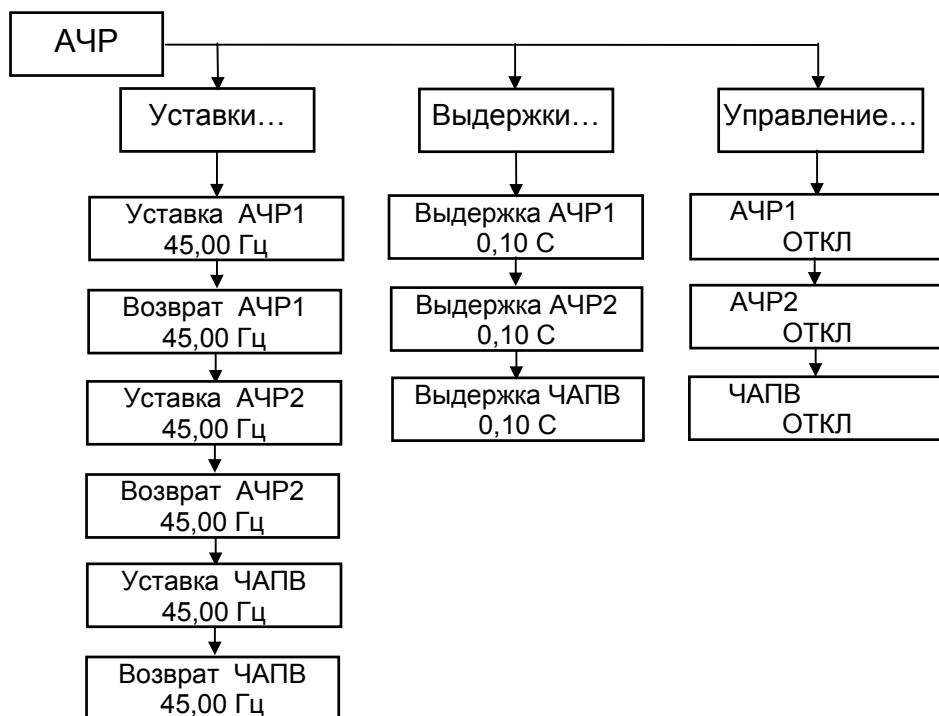 АЧР
Уставки…
Уставка АЧР1
45,00 Гц
Возврат АЧР1
45,00 Гц
Уставка АЧР2
45,00 Гц
Возврат АЧР2
45,00 Гц
Уставка ЧАПВ
45,00 Гц
Возврат ЧАПВ
45,00 Гц
Выдержки…
Выдержка АЧР1
0,10 С
Выдержка АЧР2
0,10 С
Выдержка ЧАПВ
0,10 С
Управление…
АЧР1
ОТКЛ
АЧР2
ОТКЛ
ЧАПВ
ОТКЛ